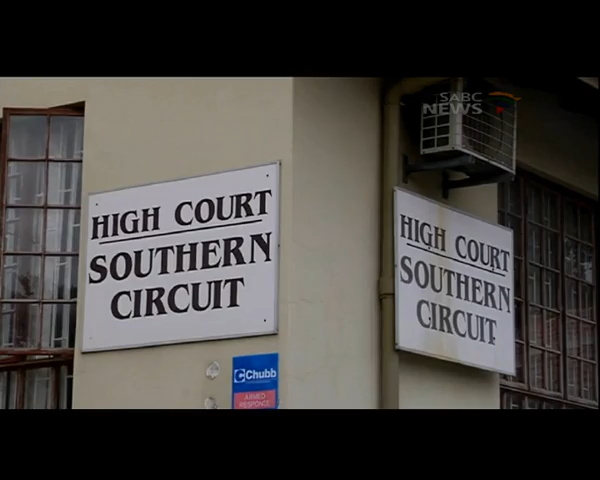 SABC
NEWS
HIGH COURT
SOUTHERN
CIRCUIT
HIGH COURT
SOUTHERN
CIRCUIT
Chubb
ARMED
RESPONSE